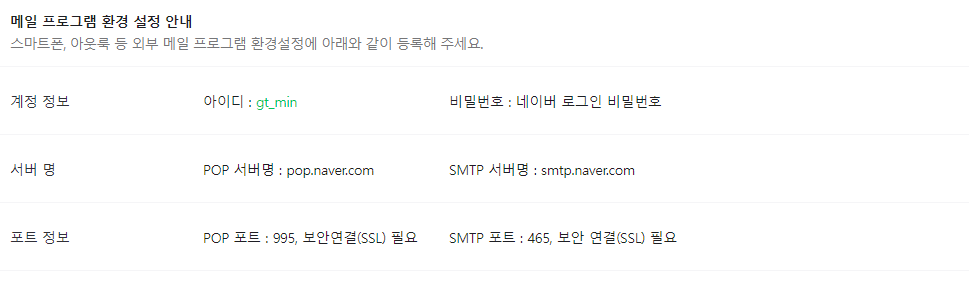 메일 프로그램 환경 설정 안내
스마트폰, 아웃룩 등 외부 메일 프로그램 환경설정에 아래와 같이 등록해 주세요.
계정 정보 아이디 : gt_min 비밀번호 : 네이버 로그인 비밀번호
서버 명 POP 서버명 : pop.naver.com SMTP 서버명 : smtp.naver.com
포트 정보 POP 포트 : 995, 보안연결(SSL) 필요 SMTP 포트 : 465, 보안 연결(SSL) 필요